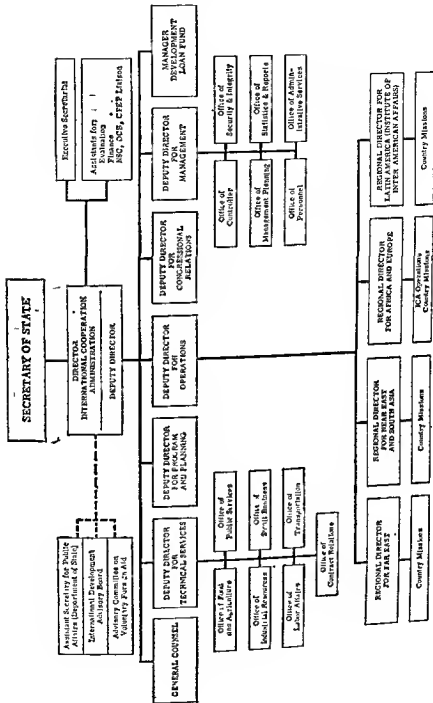 SECRETARY OF STATE
DIRECTOR
INTERNATIONAL COOPERATION
ADMINISTRATION
DEPUTY DIRECTOR
Executive Secretariat
Assistants for
Evaluating
Finance
NSC, OCB, CFEP Liaison
Assistant Secretary for Public
Affairs (Department of State)
International Development
Advisory Board
Advisory Committee on
Voluntary Foreign Aid
GENERAL COUNSEL
DEPUTY DIRECTOR
FOR
TECHNICAL SERVICES
DEPUTY DIRECTOR
FOR PROGRAM
AND PLANNING
DEPUTY DIRECTOR
FOR
OPERATIONS
DEPUTY DIRECTOR
FOR
CONGRESSIONAL
RELATIONS
DEPUTY DIRECTOR
FOR
MANAGEMENT
MANAGER
DEVELOPMENT
LOAN FUND
Office of Food
and Agriculture
Office of
Public Services
Office of
Industrial Resources
Office of
Small Business
Office of
Labor Affairs
Office of
Transportation
Office of
Contract Relations
Office of
Controller
Office of
Security & Integrity
Office of
Management Planning
Office of
Statistics & Reports
Office of
Personnel
Office of Admin-
istrative Services
REGIONAL DIRECTOR
FOR FAR EAST
Country Missions
REGIONAL DIRECTOR
FOR NEAR EAST
AND SOUTH ASIA
Country Missions
REGIONAL DIRECTOR
FOR AFRICA AND EUROPE
ICA Operations
Country Missions
REGIONAL DIRECTOR FOR
LATIN AMERICA (INSTITUTE OF
INTER AMERICAN AFFAIRS)
Country Missions